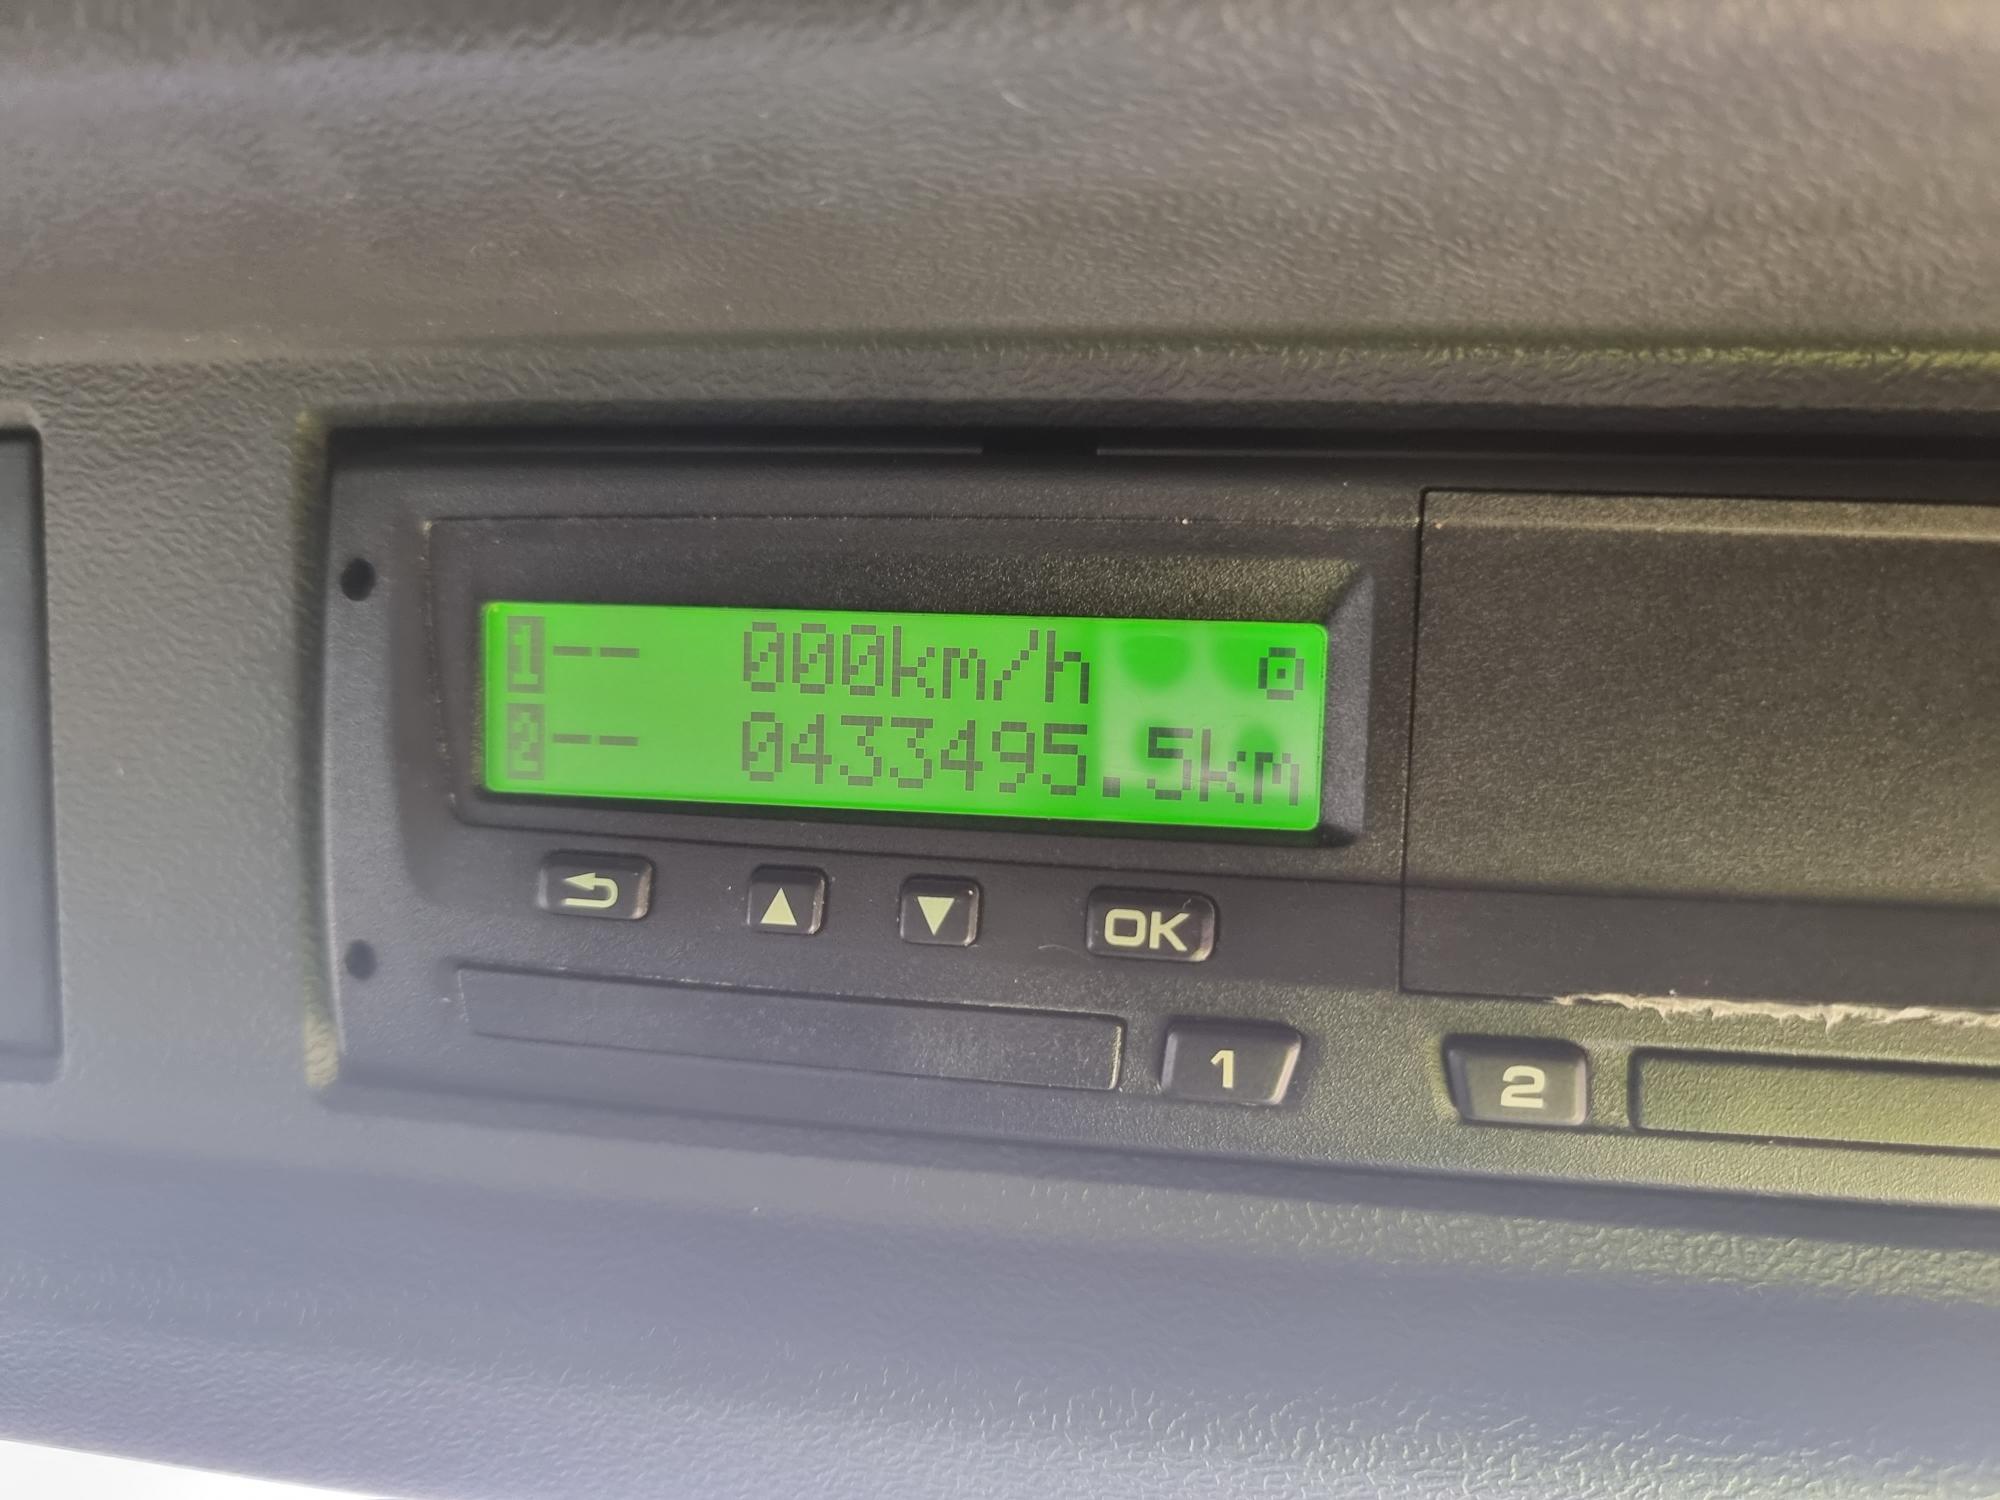 1-- 000km/h ⊙
2-- 0433495.5km
▲ ▼ OK
1 2